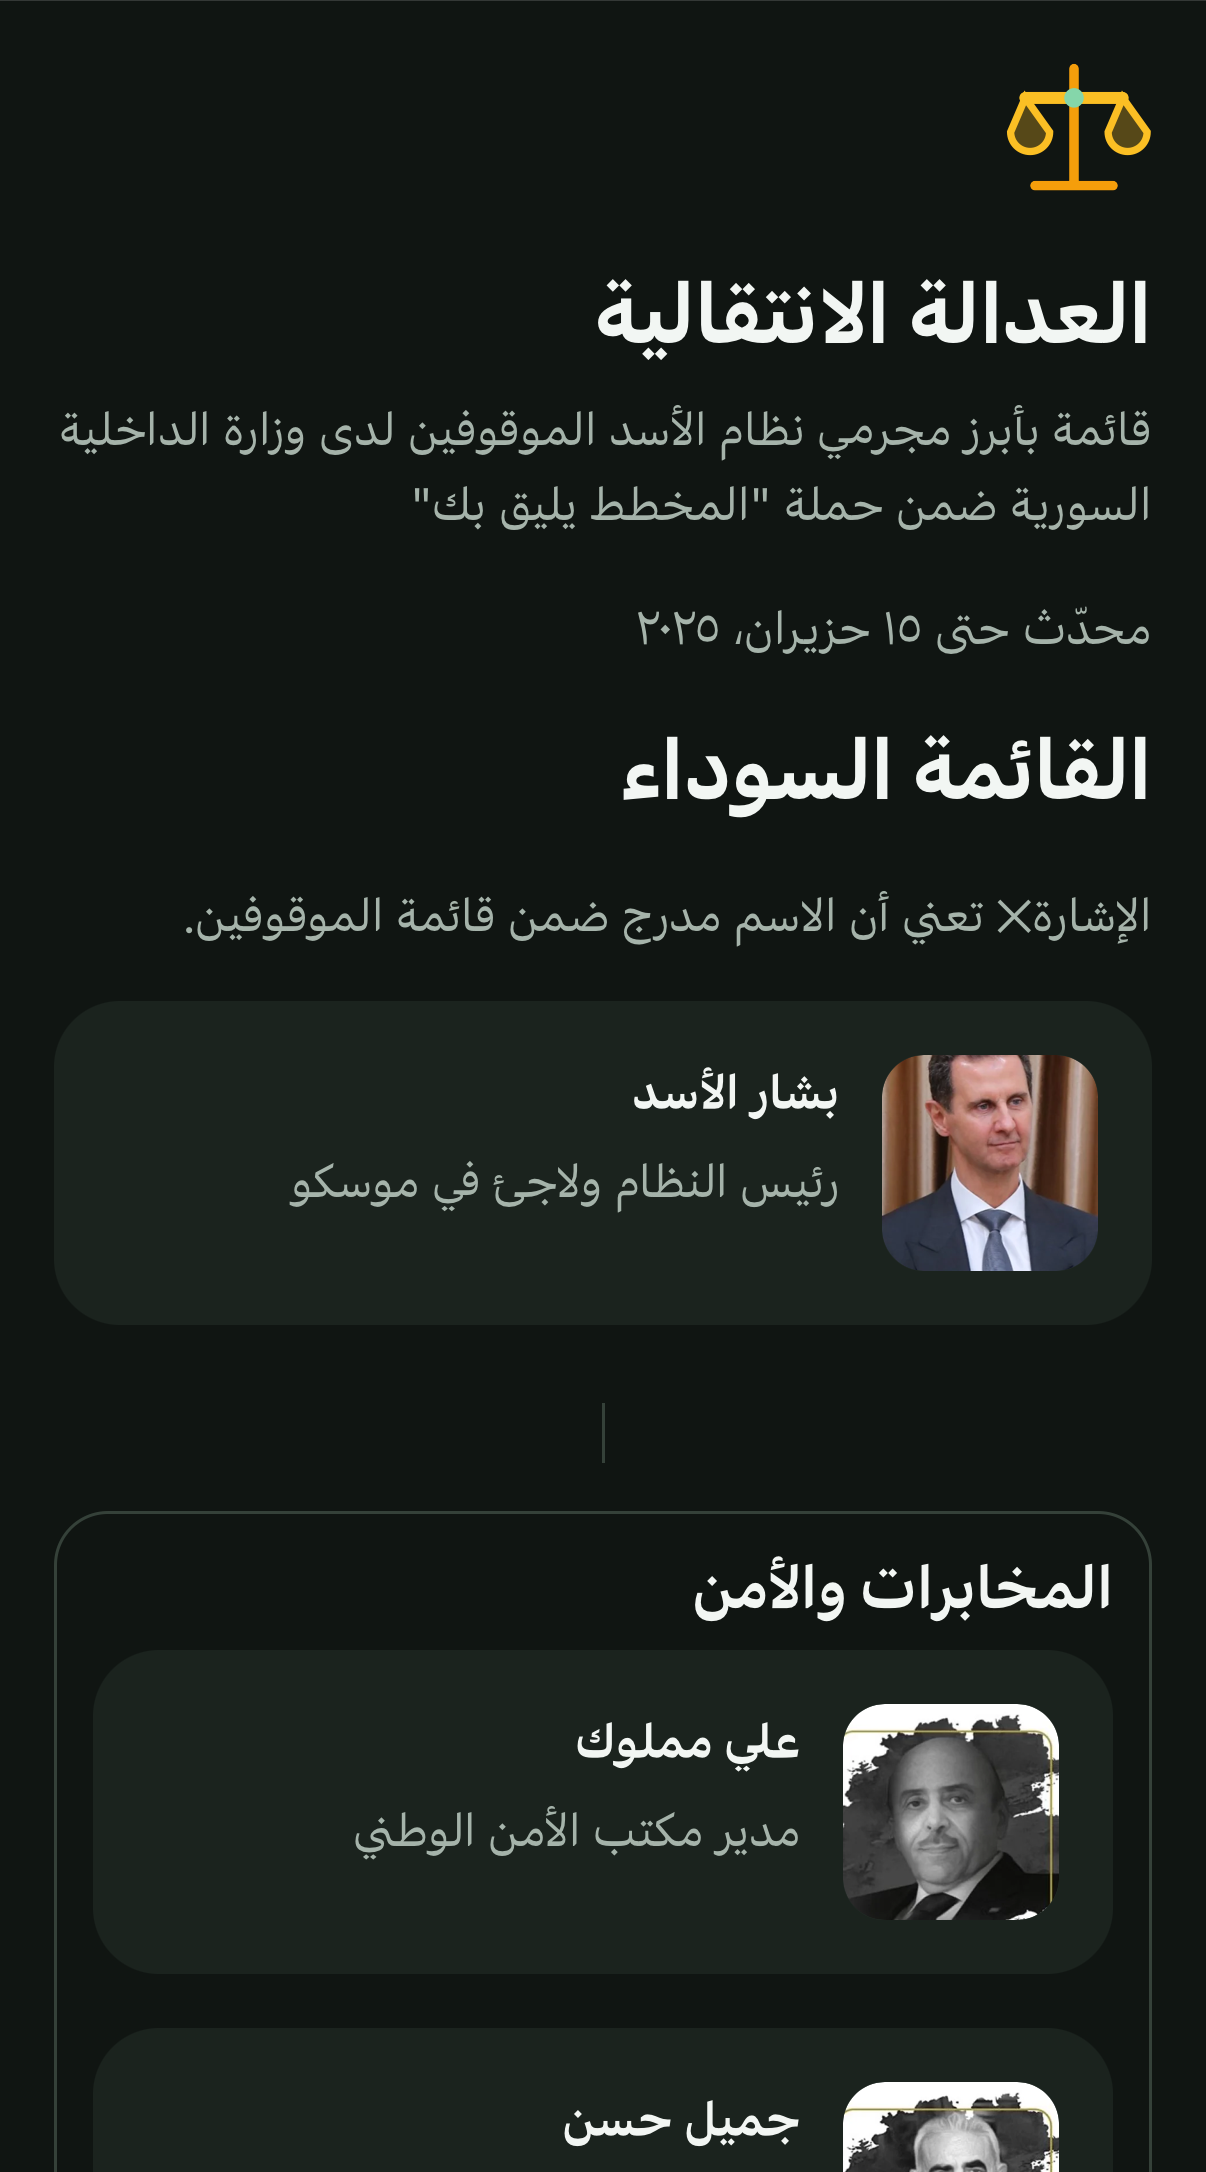 العدالة الانتقالية
قائمة بأبرز مجرمي نظام الأسد الموقوفين لدى وزارة الداخلية
السورية ضمن حملة "المخطط يليق بك"
محدّث حتى ١٥ حزيران، ٢٠٢٥
القائمة السوداء
الإشارة✕ تعني أن الاسم مدرج ضمن قائمة الموقوفين.
بشار الأسد
رئيس النظام ولاجئ في موسكو
المخابرات والأمن
علي مملوك
مدير مكتب الأمن الوطني
جميل حسن